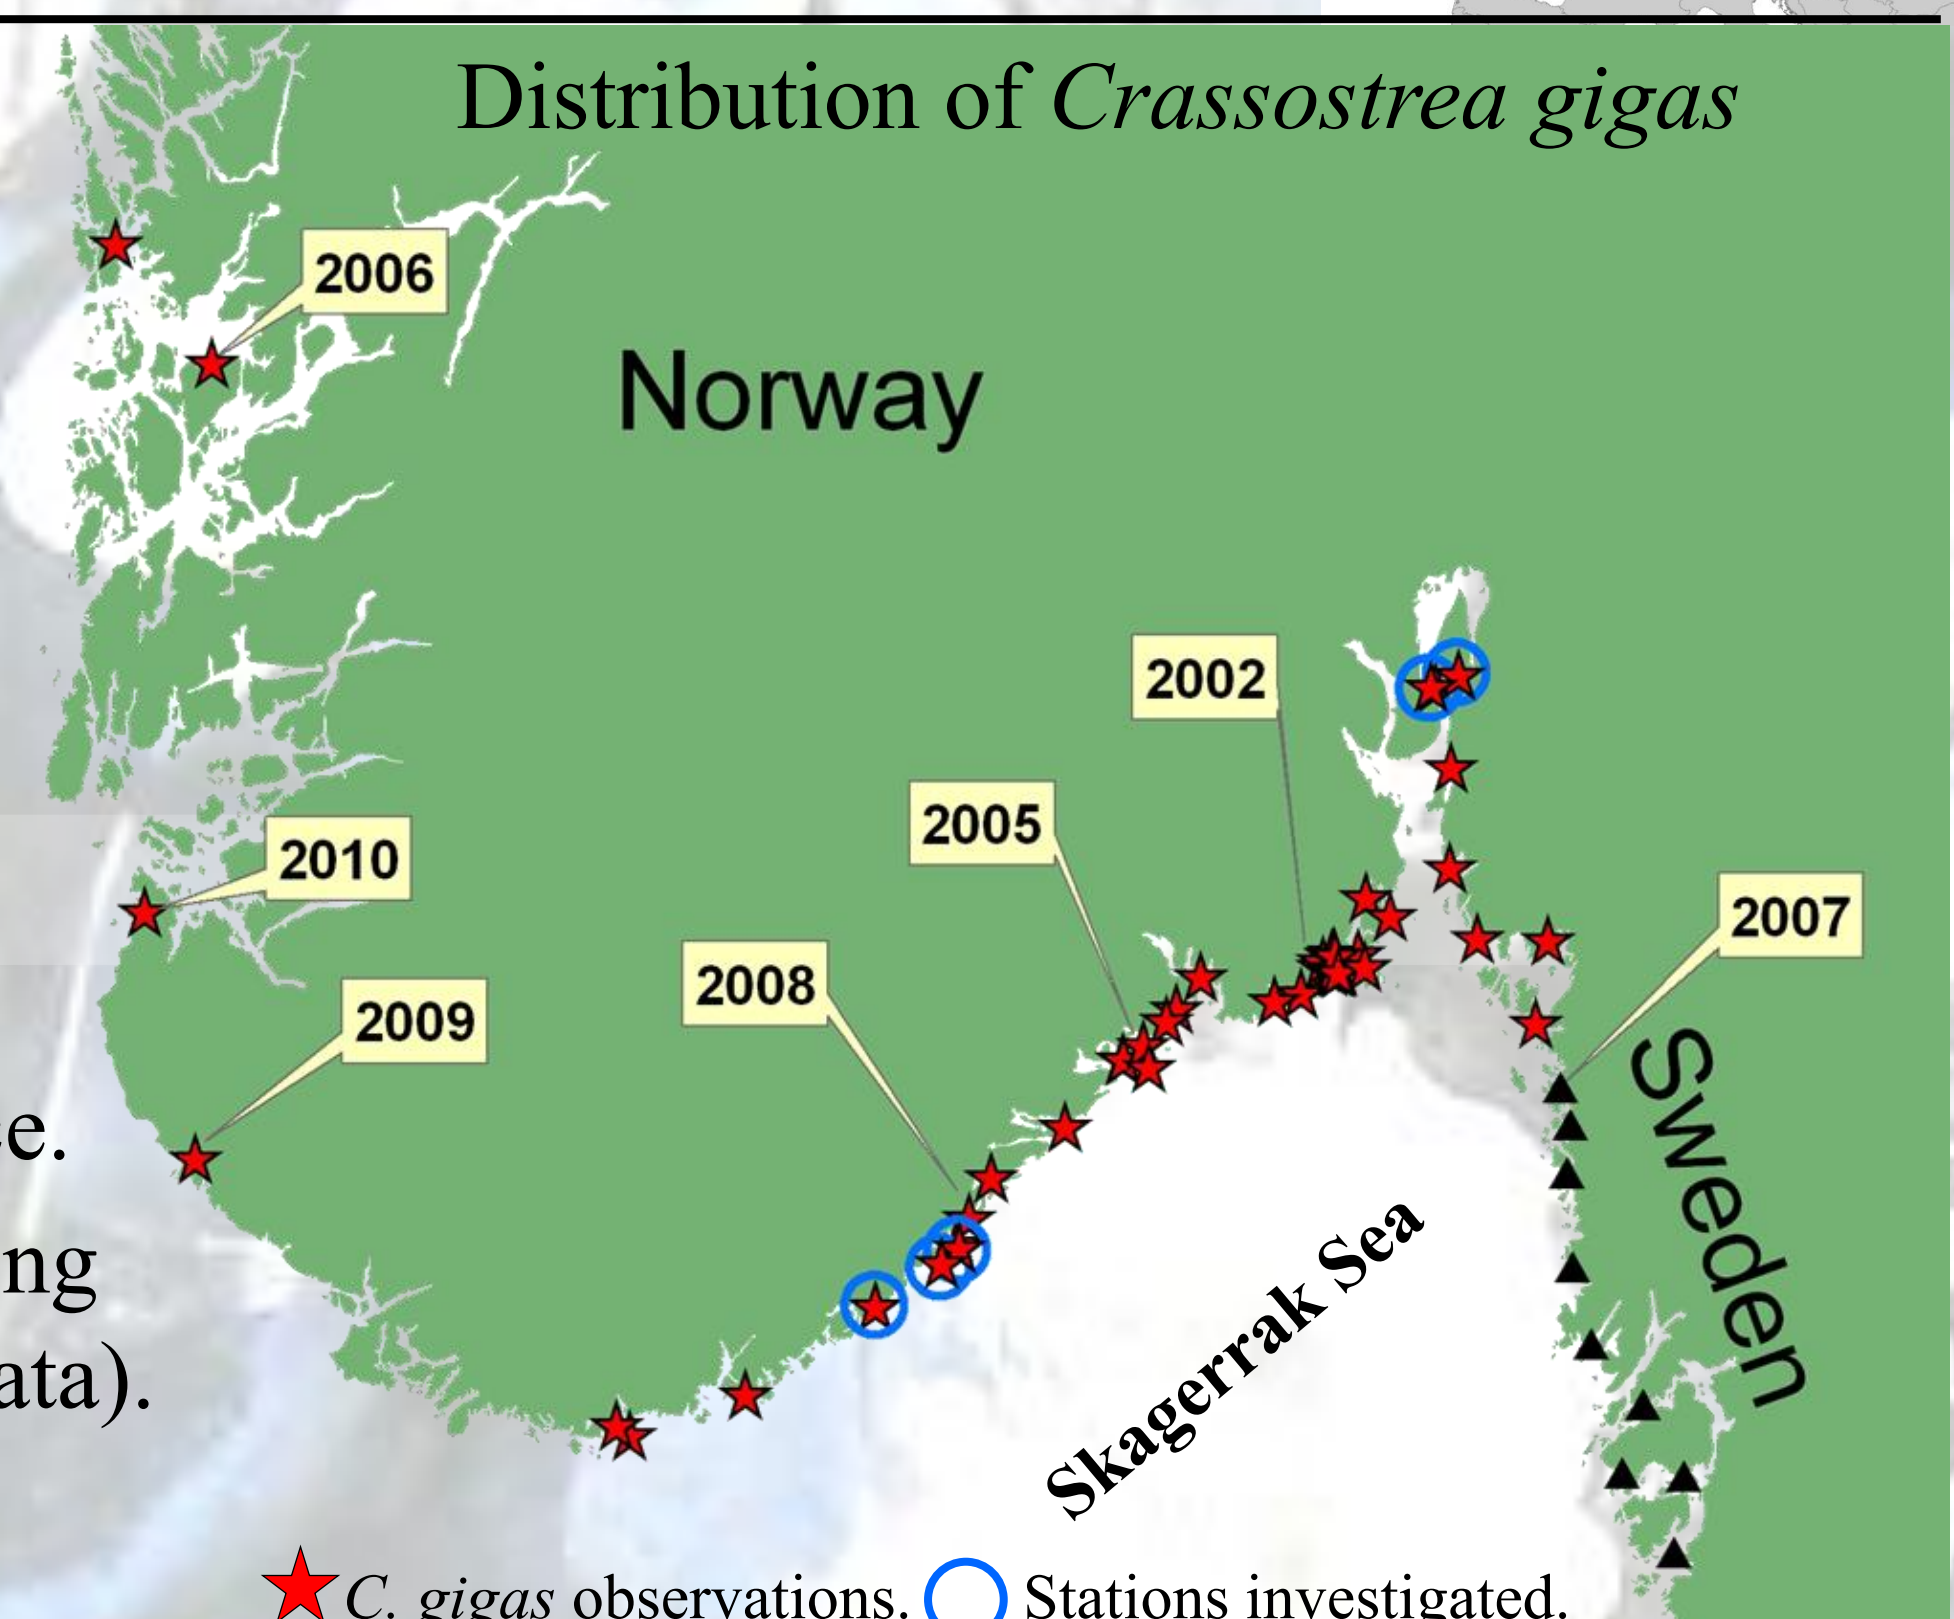 Distribution of Crassostrea gigas
2006
Norway
2002
2005
2010
2007
2008
2009
Sweden
e.
ng
ata).
Skagerrak Sea
C. gigas observations.
Stations investigated.